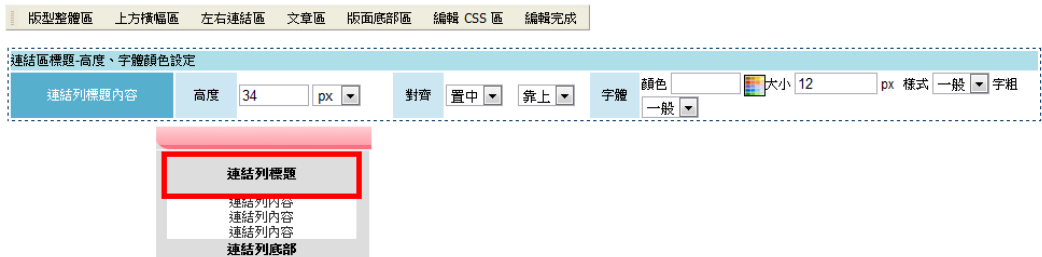 版型整體區 上方橫幅區 左右連結區 文章區 版面底部區 編輯 CSS 區 編輯完成
連結區標題-高度、字體顏色設定
連結列標題內容 高度 34 px 對齊 置中 靠上 字體 顏色 大小 12 px 樣式 一般 字粗
一般
連結列標題
連結列內容
連結列內容
連結列內容
連結列底部